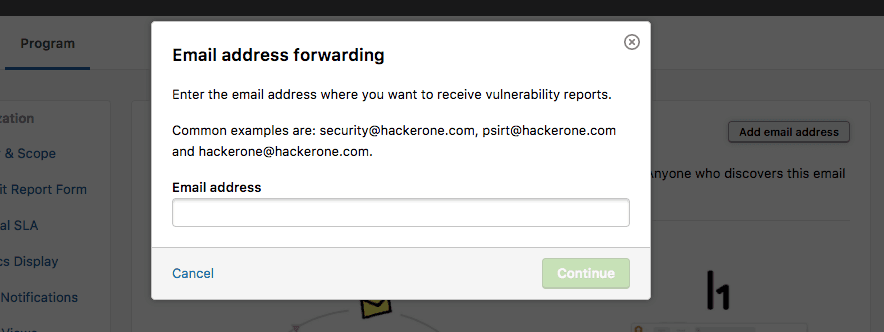 Program
Email address forwarding
Enter the email address where you want to receive vulnerability reports.
Common examples are: security@hackerone.com, psirt@hackerone.com
and hackerone@hackerone.com.
Email address
Cancel
Continue
zation
& Scope
it Report Form
al SLA
cs Display
Notifications
Views
Add email address
Anyone who discovers this email
h1